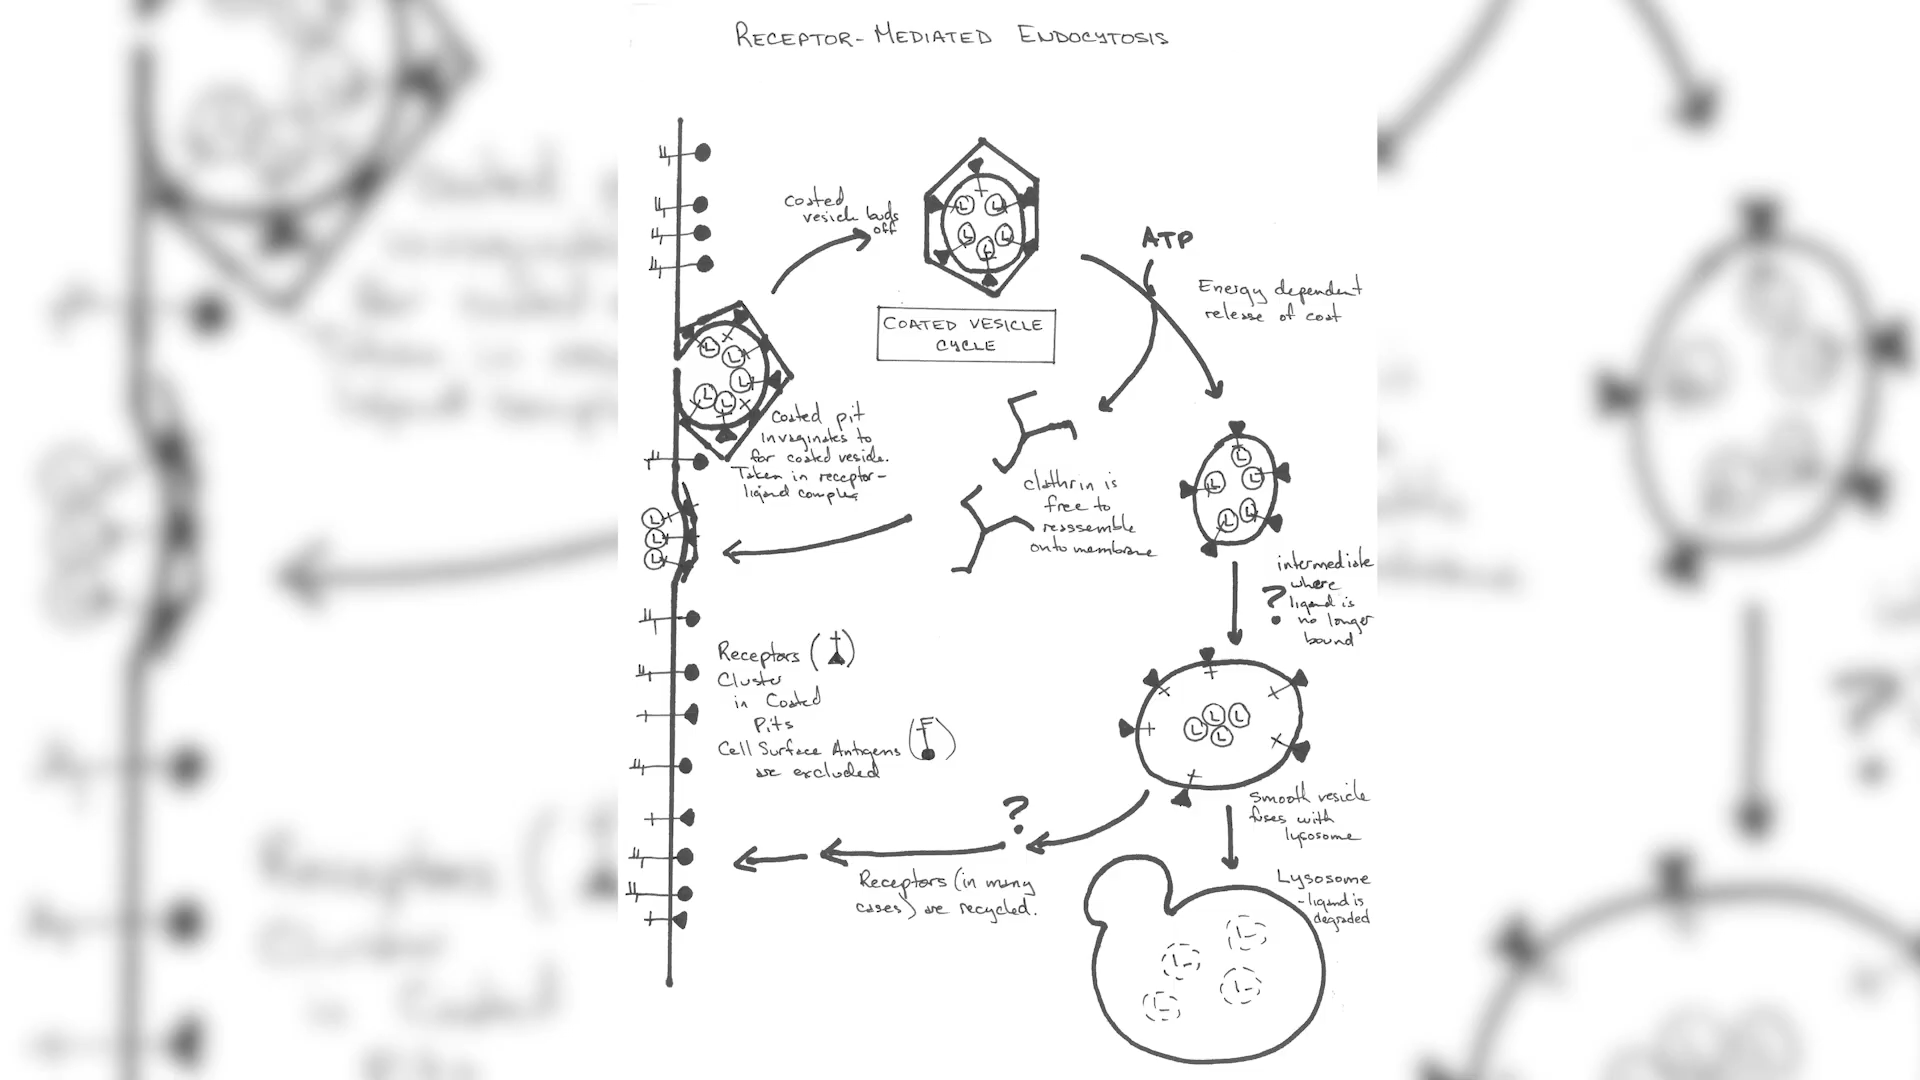 RECEPTOR-MEDIATED ENDOCYTOSIS
coated
vesicle buds
off
ATP
Energy dependent
release of coat
COATED VESICLE
CYCLE
L L L L L L
L L L L L
Coated pit
invaginates to
for coated vesicle.
Taken in receptor-
ligand complex
clathrin is
free to
reassemble
onto membrane
L L L L L
L
L
L
intermediate
where
? ligand is
no longer
bound
Receptors ( )
Cluster
in Coated
Pits
Cell Surface Antigens ( )
are excluded
L L L L
Smooth vesicle
fuses with
lysosome
?
Receptors (in many
cases) are recycled.
Lysosome
- ligand is
degraded
L L L L